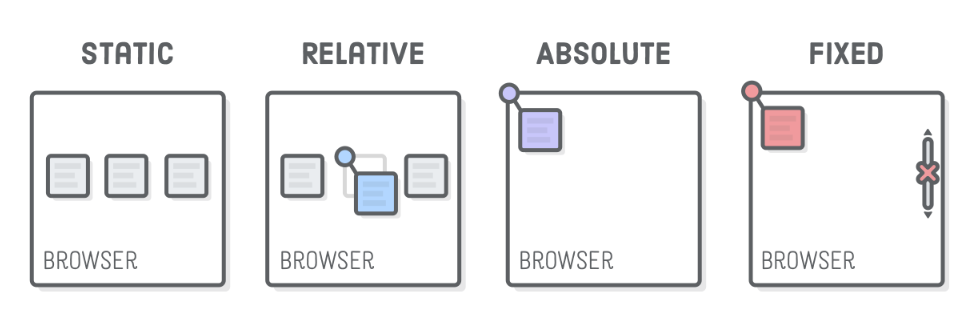 STATIC
RELATIVE
ABSOLUTE
FIXED
BROWSER
BROWSER
BROWSER
BROWSER